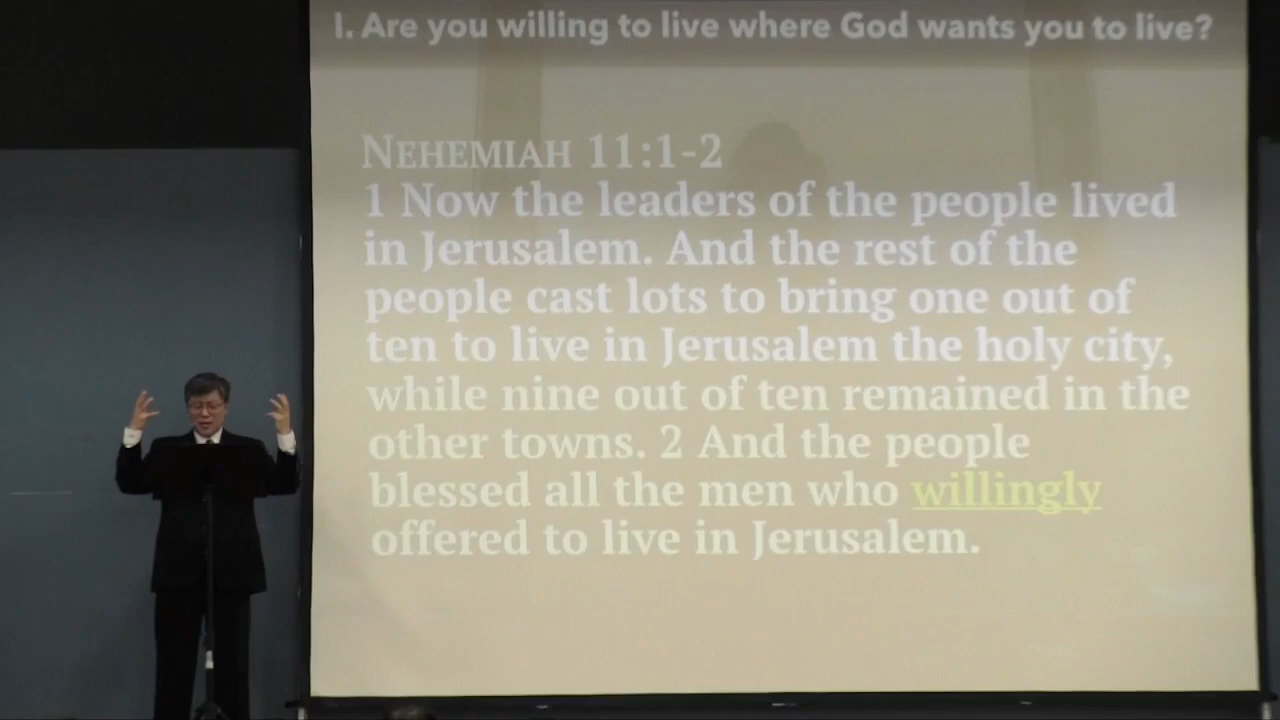 I. Are you willing to live where God wants you to live?
NEHEMIAH 11:1-2
1 Now the leaders of the people lived
in Jerusalem. And the rest of the
people cast lots to bring one out of
ten to live in Jerusalem the holy city,
while nine out of ten remained in the
other towns. 2 And the people
blessed all the men who willingly
offered to live in Jerusalem.